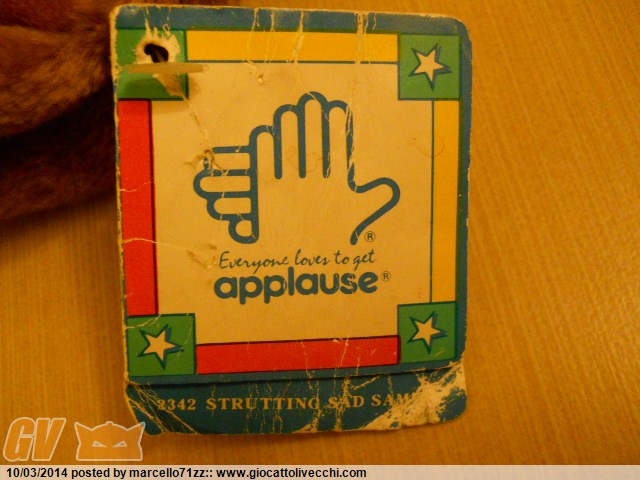 Everyone loves to get
applause®
®
2342 STRUTTING SAD SAM
GV
10/03/2014 posted by marcello71zz:: www.giocattolivecchi.com